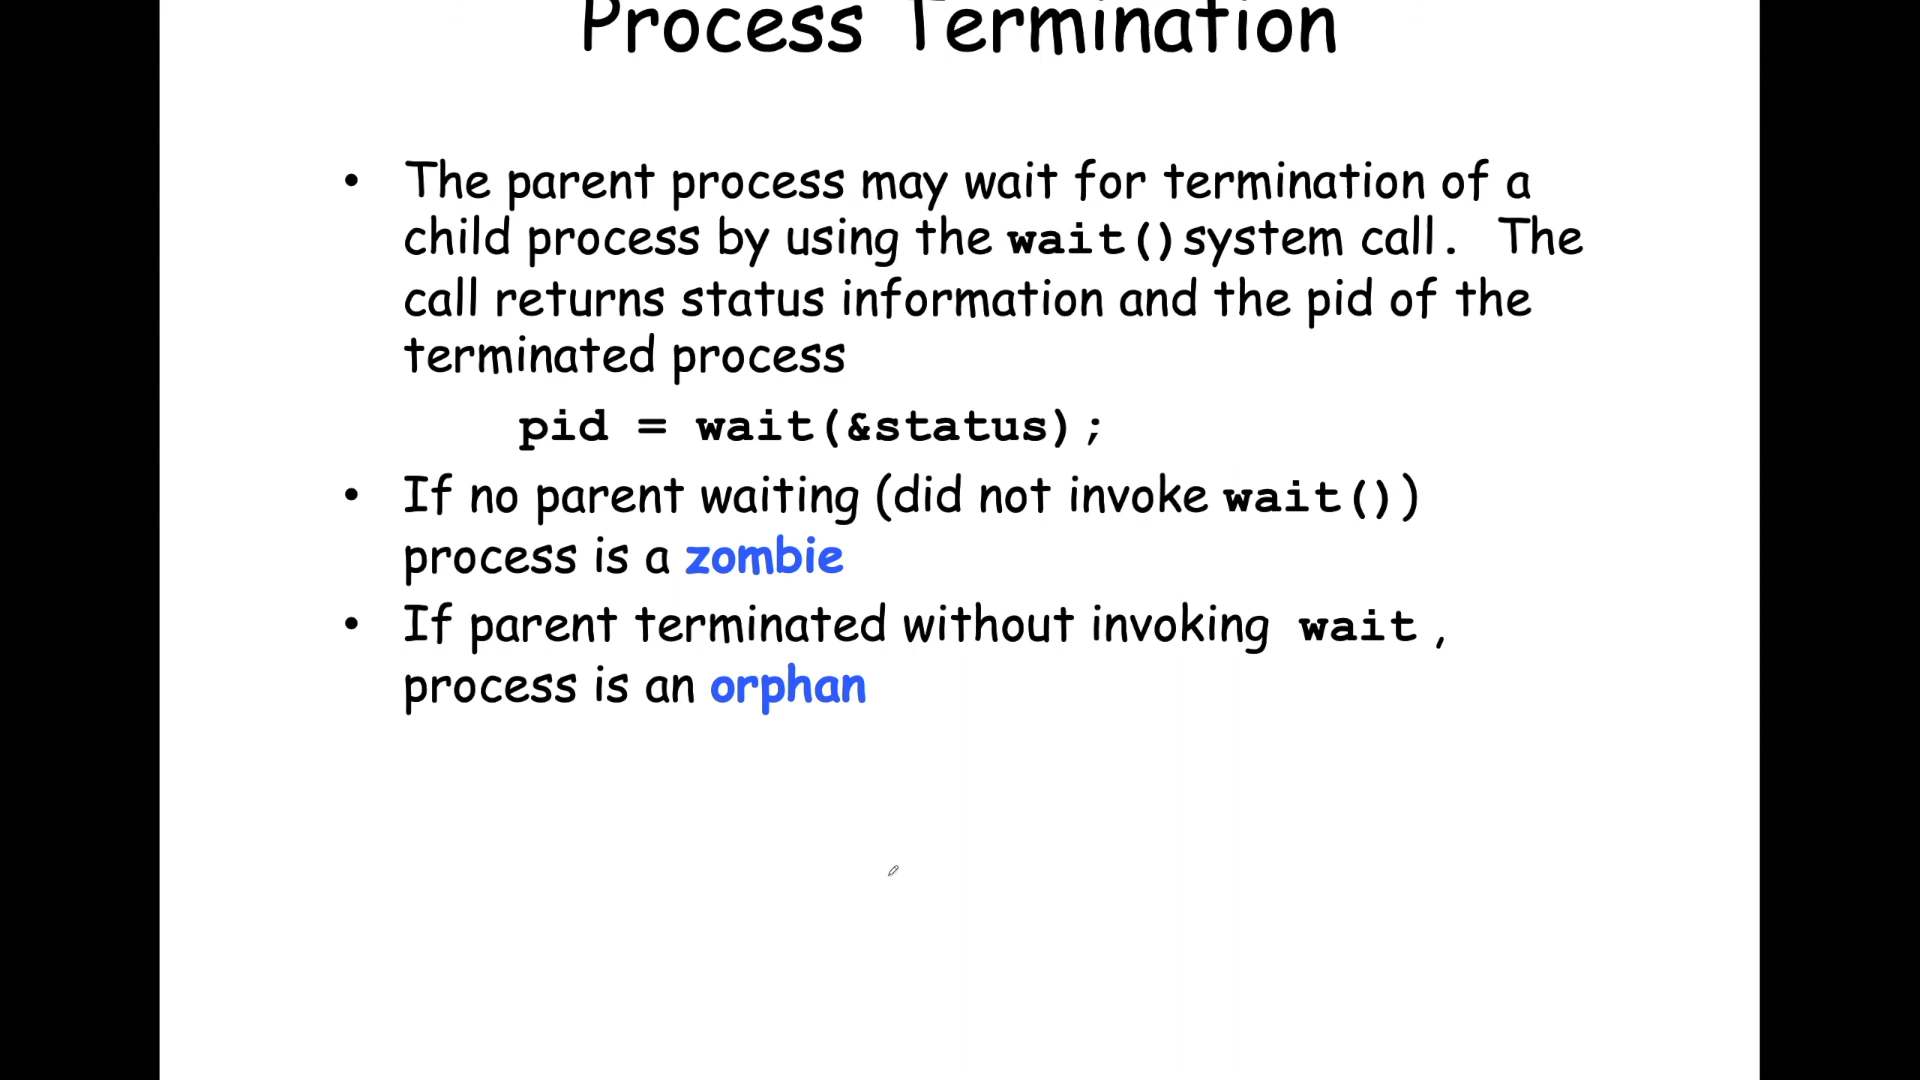 Process Termination
• The parent process may wait for termination of a
child process by using the wait()system call. The
call returns status information and the pid of the
terminated process
pid = wait(&status);
• If no parent waiting (did not invoke wait())
process is a zombie
• If parent terminated without invoking wait ,
process is an orphan